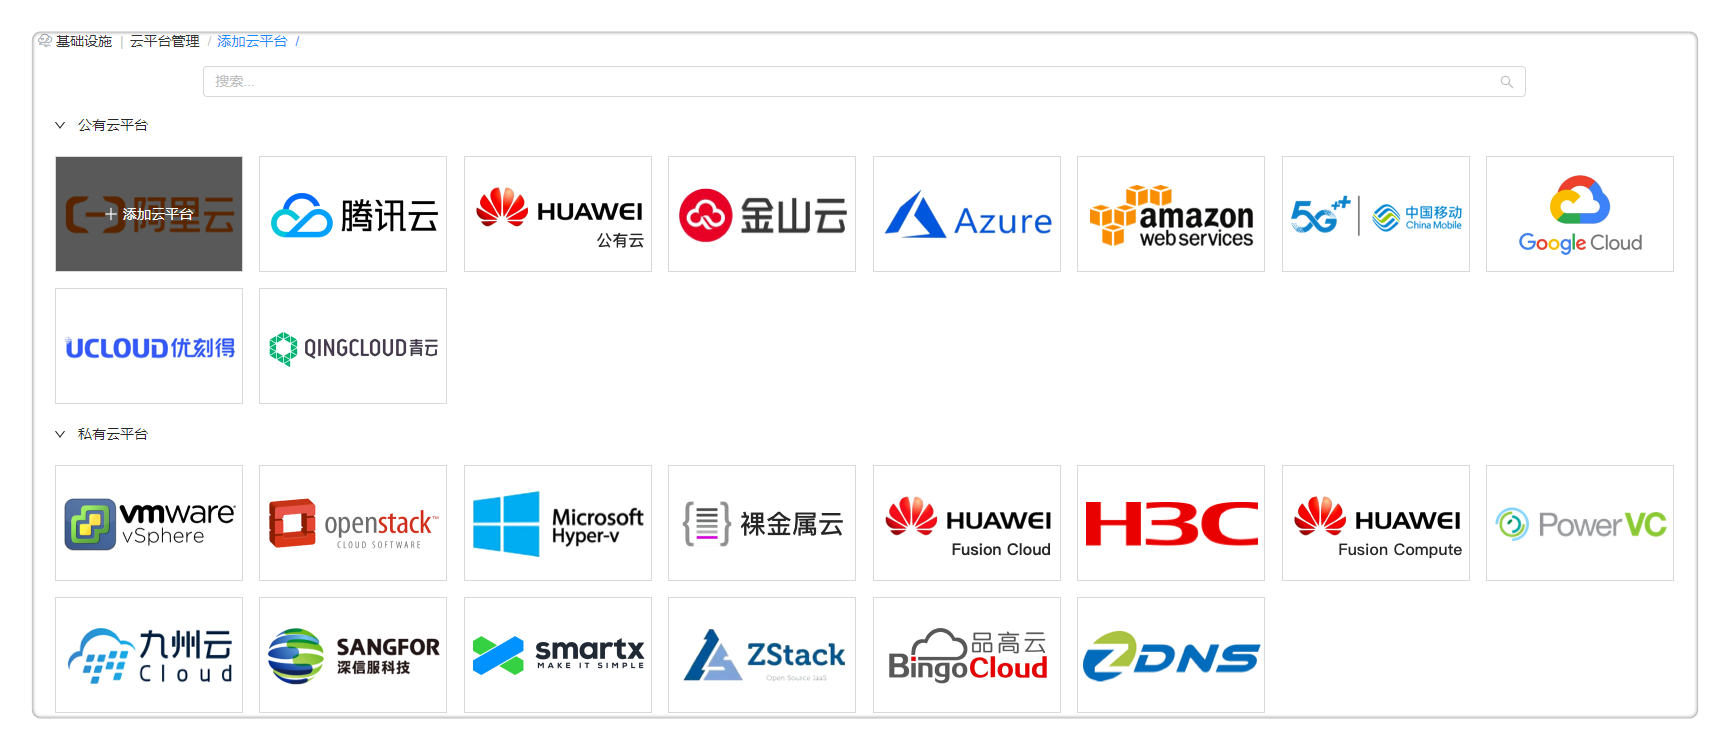 基础设施 | 云平台管理 / 添加云平台 /
搜索...
公有云平台
阿里云
+ 添加云平台
腾讯云
HUAWEI
公有云
金山云
Azure
amazon
webservices
5G++
中国移动
China Mobile
Google Cloud
UCLOUD优刻得
QINGCLOUD青云
私有云平台
vmware
vSphere
openstack™
CLOUD SOFTWARE
Microsoft
Hyper-v
裸金属云
HUAWEI
Fusion Cloud
H3C
HUAWEI
Fusion Compute
PowerVC
九州云
Cloud
SANGFOR
深信服科技
smartx
MAKE IT SIMPLE
ZStack
Open Source IaaS
品高云
BingoCloud
ZDNS